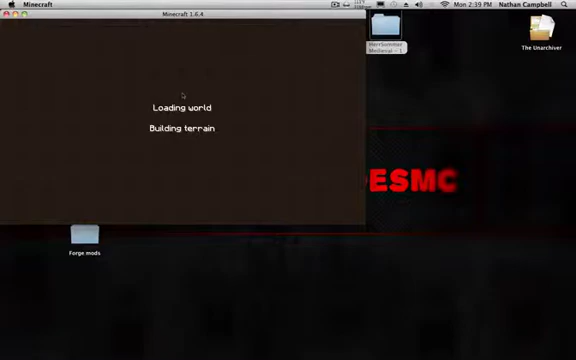 Minecraft
Mon 2:39 PM Nathan Campbell
Minecraft 1.6.4
The Unarchiver
Loading world
Building terrain
ESMC
Forge mods